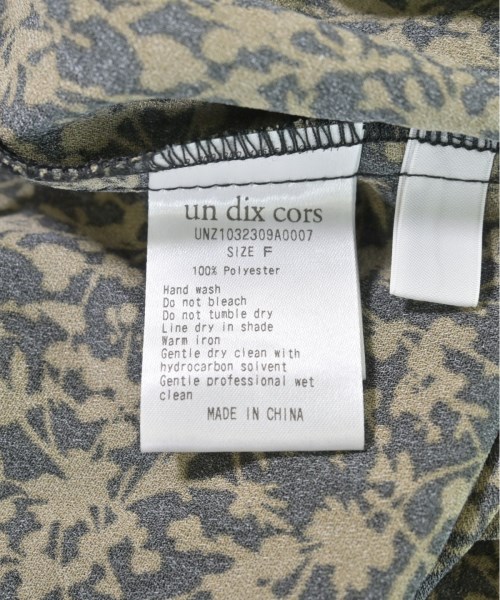 un dix cors
UNZ1032309A0007
SIZE F
100% Polyester
Hand wash
Do not bleach
Do not tumble dry
Line dry in shade
Warm iron
Gentle dry clean with
hydrocarbon solvent
Gentle professional wet
clean
MADE IN CHINA